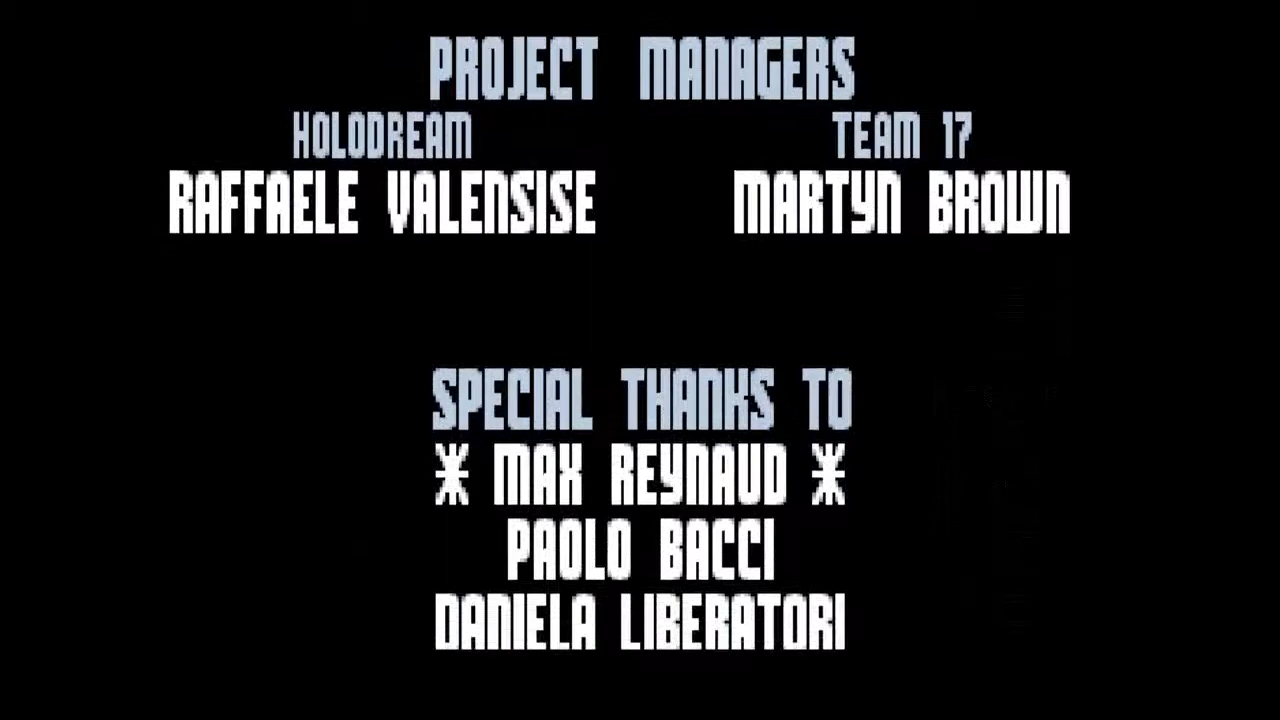 PROJECT MANAGERS
HOLODREAM TEAM 17
RAFFAELE VALENSISE MARTYN BROWN
SPECIAL THANKS TO
* MAX REYNAUD *
PAOLO BACCI
DANIELA LIBERATORI